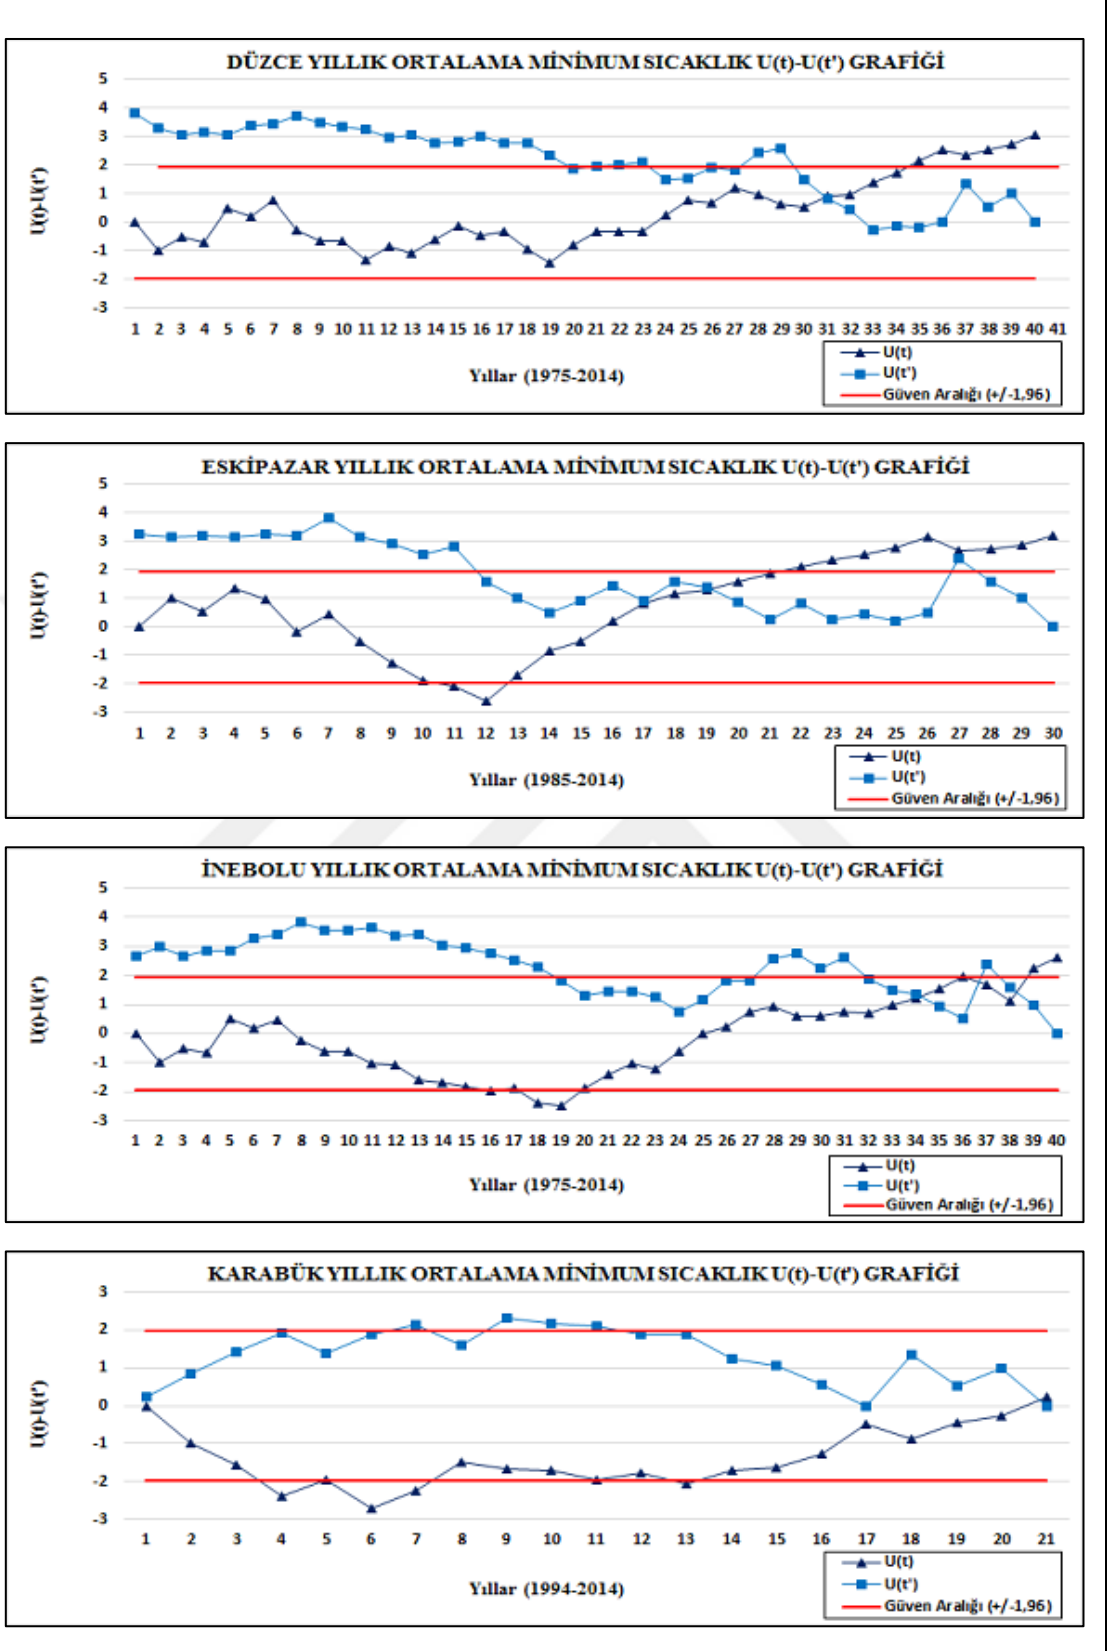 DÜZCE YILLIK ORTALAMA MİNİMUM SICAKLIK U(t)-U(t') GRAFİĞİ
5
4
3
2
1
0
-1
-2
-3
U(t)-U(t')
1 2 3 4 5 6 7 8 9 10 11 12 13 14 15 16 17 18 19 20 21 22 23 24 25 26 27 28 29 30 31 32 33 34 35 36 37 38 39 40 41
Yıllar (1975-2014)
U(t)
U(t')
Güven Aralığı (+/-1,96)
ESKİPAZAR YILLIK ORTALAMA MİNİMUM SICAKLIK U(t)-U(t') GRAFİĞİ
5
4
3
2
1
0
-1
-2
-3
U(t)-U(t')
1 2 3 4 5 6 7 8 9 10 11 12 13 14 15 16 17 18 19 20 21 22 23 24 25 26 27 28 29 30
Yıllar (1985-2014)
U(t)
U(t')
Güven Aralığı (+/-1,96)
İNEBOLU YILLIK ORTALAMA MİNİMUM SICAKLIK U(t)-U(t') GRAFİĞİ
5
4
3
2
1
0
-1
-2
-3
U(t)-U(t')
1 2 3 4 5 6 7 8 9 10 11 12 13 14 15 16 17 18 19 20 21 22 23 24 25 26 27 28 29 30 31 32 33 34 35 36 37 38 39 40
Yıllar (1975-2014)
U(t)
U(t')
Güven Aralığı (+/-1,96)
KARABÜK YILLIK ORTALAMA MİNİMUM SICAKLIK U(t)-U(t') GRAFİĞİ
3
2
1
0
-1
-2
-3
U(t)-U(t')
1 2 3 4 5 6 7 8 9 10 11 12 13 14 15 16 17 18 19 20 21
Yıllar (1994-2014)
U(t)
U(t')
Güven Aralığı (+/-1,96)